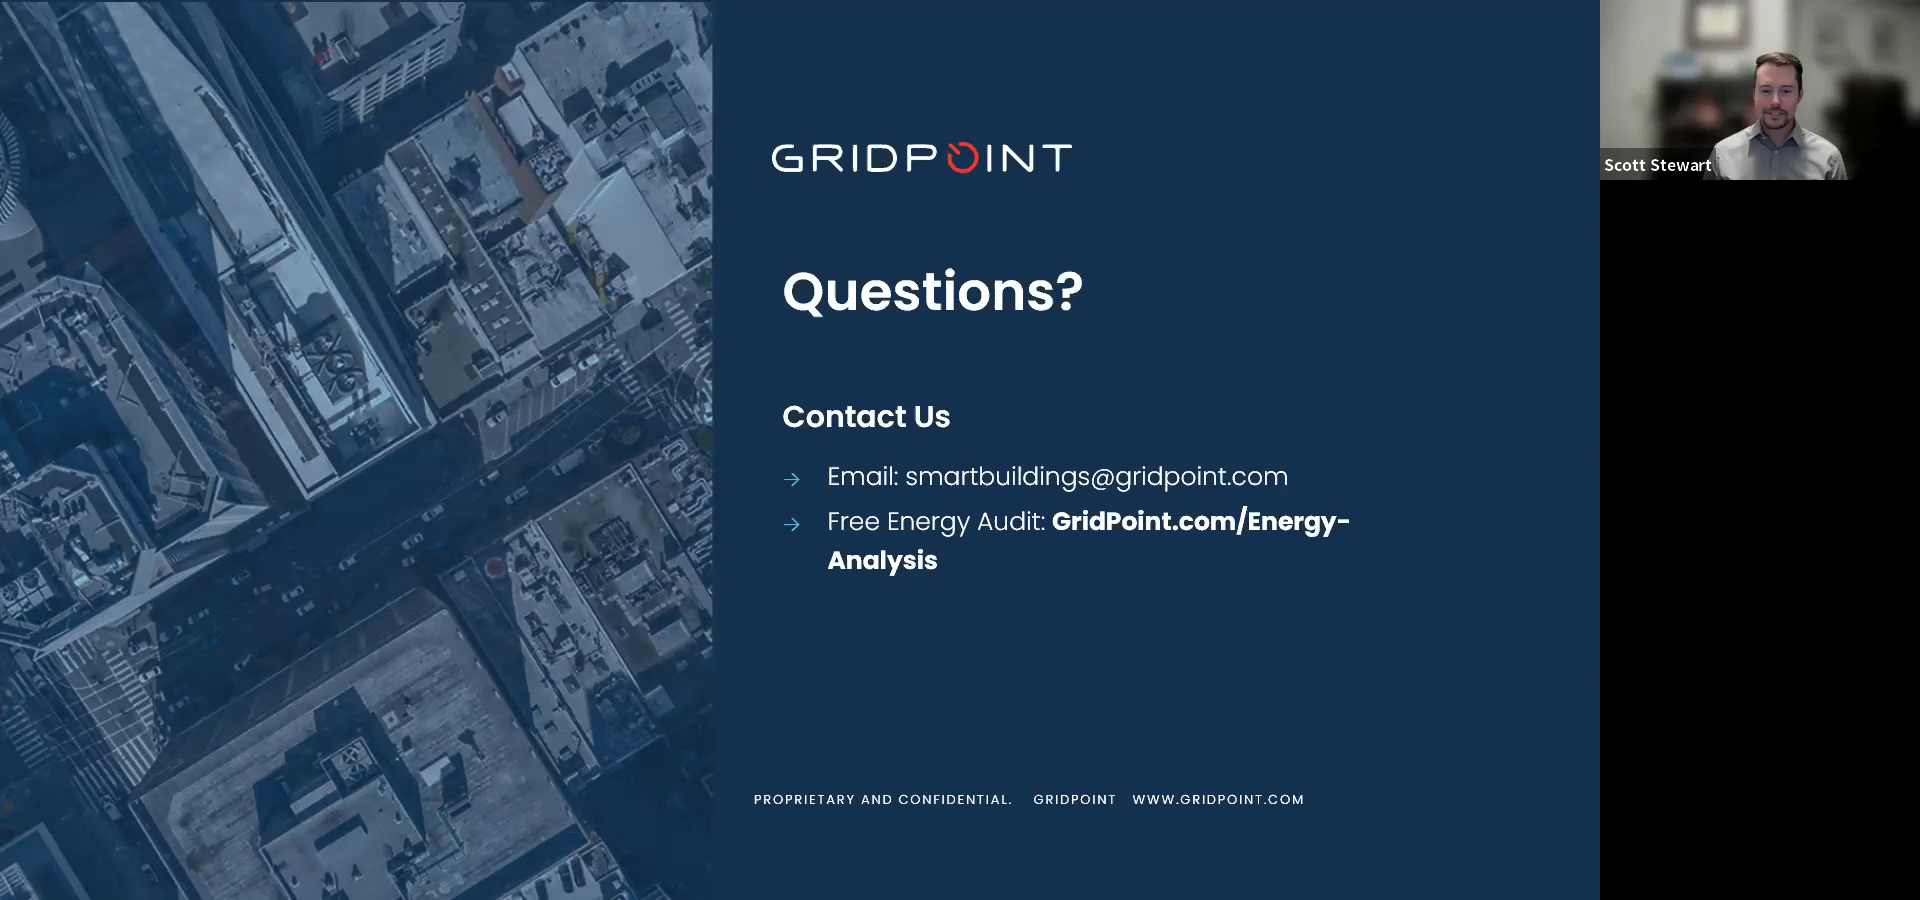 GRIDPOINT
Scott Stewart
Questions?
Contact Us
→ Email: smartbuildings@gridpoint.com
→ Free Energy Audit: GridPoint.com/Energy-
Analysis
PROPRIETARY AND CONFIDENTIAL. GRIDPOINT WWW.GRIDPOINT.COM